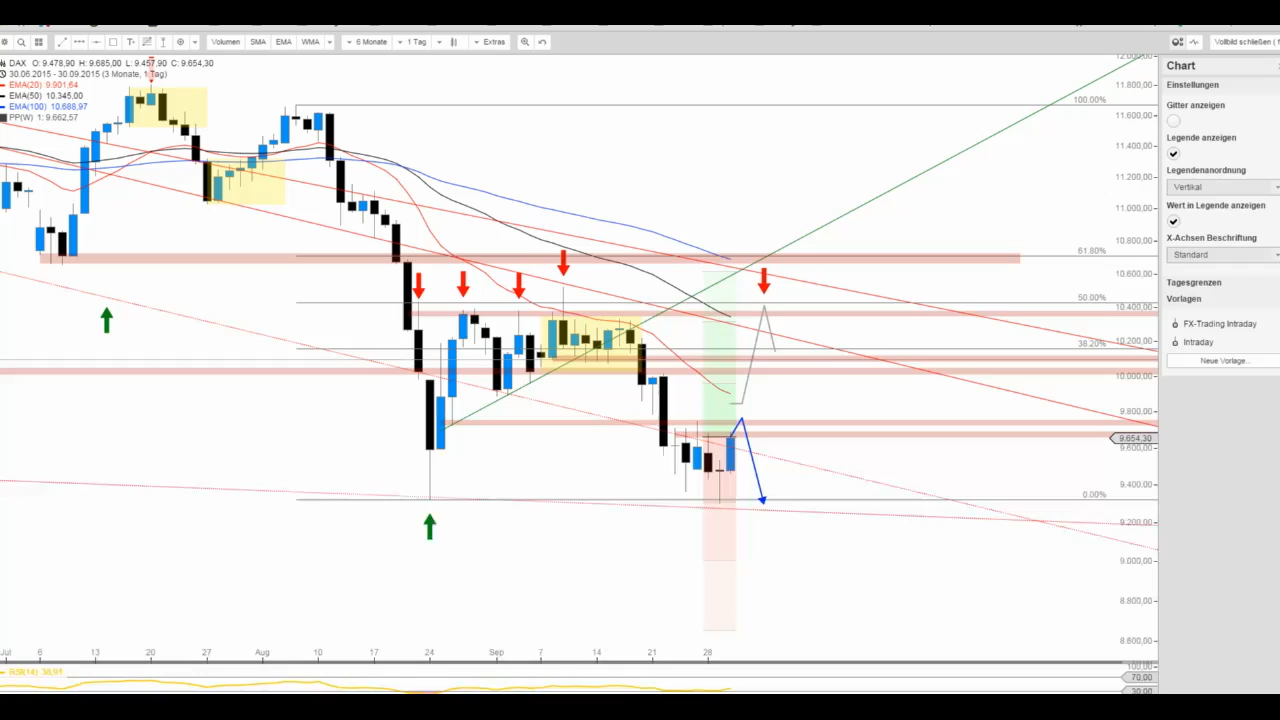 Volumen SMA EMA WMA 6 Monate 1 Tag Extras Vollbild schließen (
DAX O: 9.478,90 H: 9.685,00 L: 9.457,90 C: 9.654,30
30.06.2015 - 30.09.2015 (3 Monate, 1 Tag)
EMA(20) 9.901,64
EMA(50) 10.345,00
EMA(100) 10.688,97
PP(W) 1: 9.662,57
100.00%
61.80%
50.00%
38.20%
0.00%
12.000,00
11.800,00
11.600,00
11.400,00
11.200,00
11.000,00
10.800,00
10.600,00
10.400,00
10.200,00
10.000,00
9.800,00
9.654,30
9.600,00
9.400,00
9.200,00
9.000,00
8.800,00
8.600,00
Jul 6 13 20 27 Aug 10 17 24 Sep 7 14 21 28
RSI(14) 38,91
100,00
70,00
30,00
Chart
Einstellungen
Gitter anzeigen
Legende anzeigen
Legendenanordnung
Vertikal
Wert in Legende anzeigen
X-Achsen Beschriftung
Standard
Tagesgrenzen
Vorlagen
FX-Trading Intraday
Intraday
Neue Vorlage...